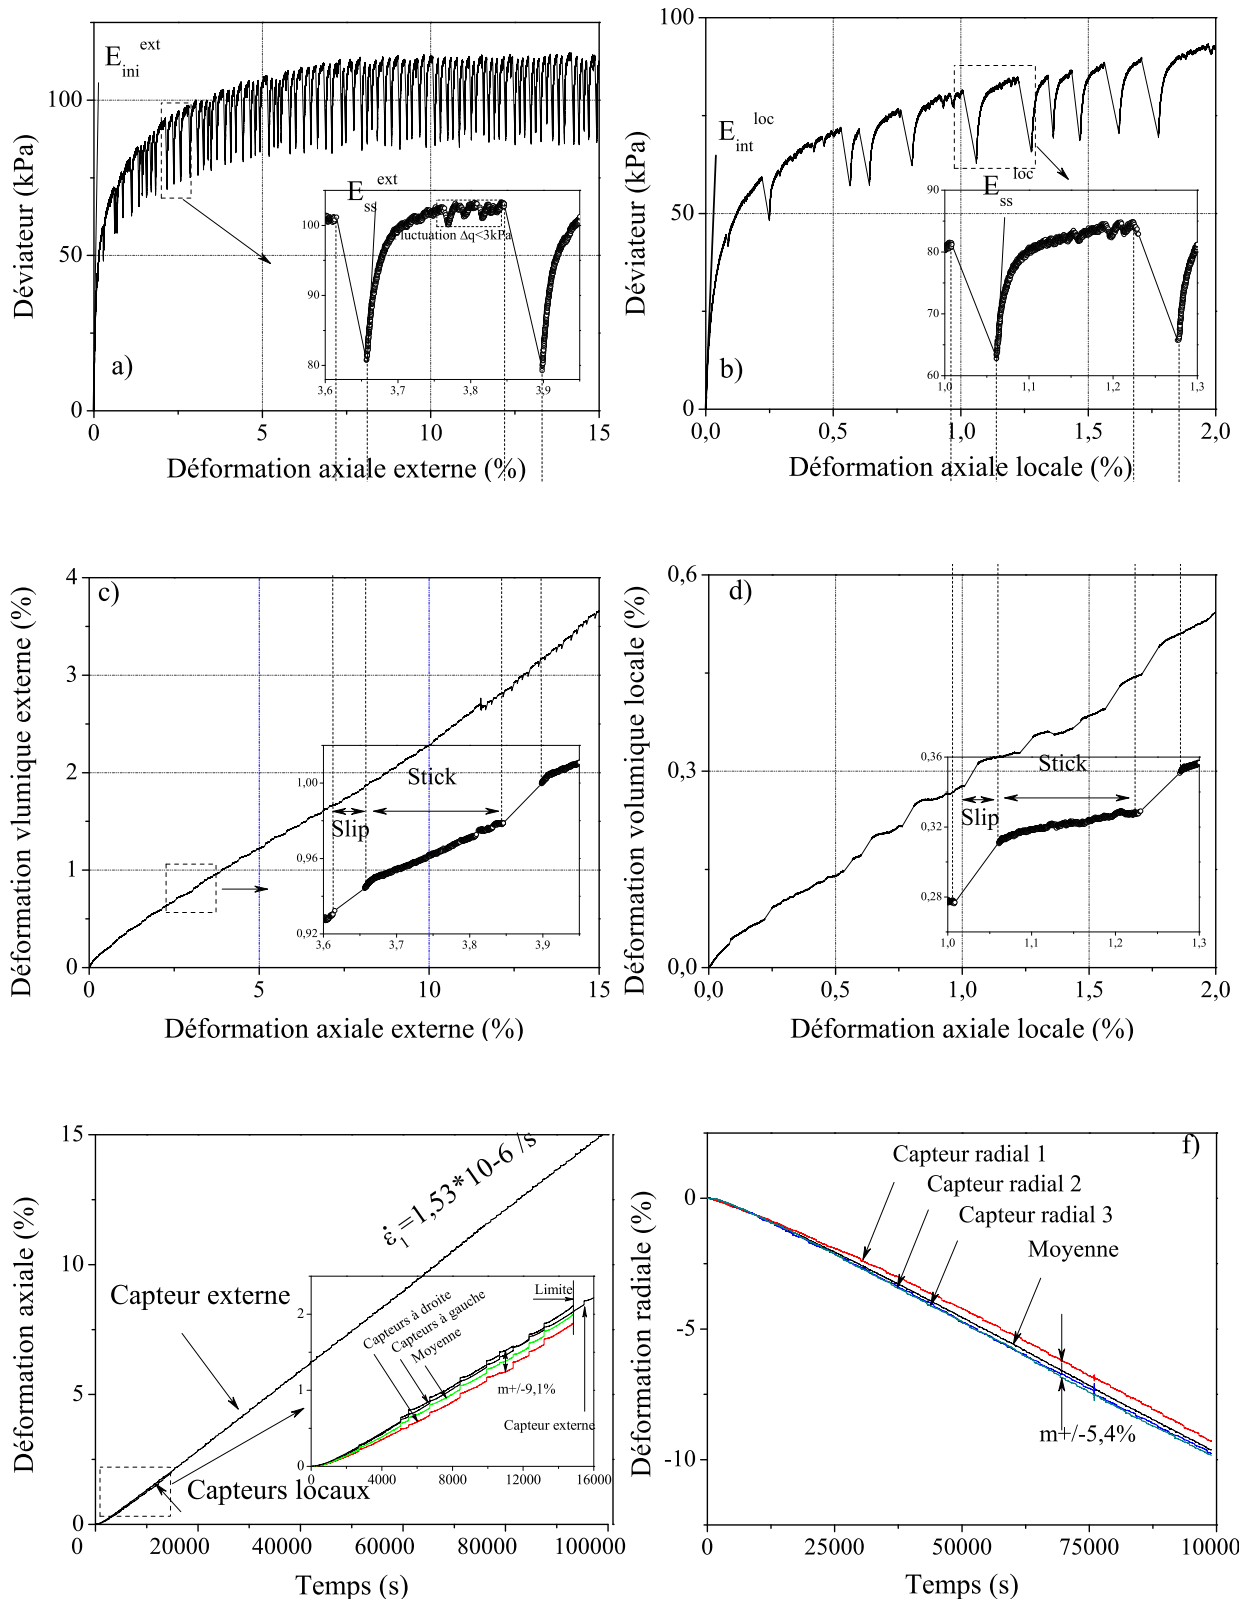 E ini ext
100
50
0
Déviateur (kPa)
a)
E ss ext
fluctuation Δq<3kPa
100
90
80
3,6 3,7 3,8 3,9
0 5 10 15
Déformation axiale externe (%)
100
50
0
Déviateur (kPa)
E int loc
b)
E ss loc
90
80
70
60
1,0 1,1 1,2 1,3
0,0 0,5 1,0 1,5 2,0
Déformation axiale locale (%)
c)
4
3
2
1
0
Déformation vlumique externe (%)
1,00
0,96
0,92
Stick
Slip
3,6 3,7 3,8 3,9
0 5 10 15
Déformation axiale externe (%)
d)
0,6
0,3
0,0
Déformation volumique locale (%)
0,36
0,32
0,28
Stick
Slip
1,0 1,1 1,2 1,3
0,0 0,5 1,0 1,5 2,0
Déformation axiale locale (%)
15
10
5
0
Déformation axiale (%)
ε̇1=1,53*10-6 /s
Capteur externe
Capteurs locaux
2
1
0
Limite
Capteurs à droite
Capteurs à gauche
Moyenne
m+/-9,1%
Capteur externe
0 4000 8000 12000 16000
0 20000 40000 60000 80000 100000
Temps (s)
f)
Capteur radial 1
Capteur radial 2
Capteur radial 3
Moyenne
m+/-5,4%
0
-5
-10
Déformation radiale (%)
0 25000 50000 75000 100000
Temps (s)